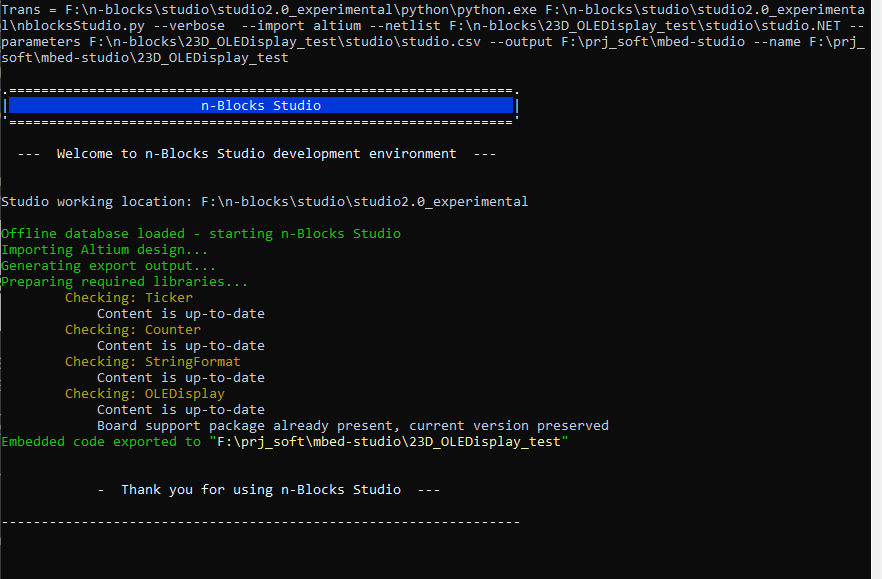 Trans = F:\n-blocks\studio\studio2.0_experimental\python\python.exe F:\n-blocks\studio\studio2.0_experimenta
l\nblocksStudio.py --verbose  --import altium --netlist F:\n-blocks\23D_OLEDisplay_test\studio\studio.NET --
parameters F:\n-blocks\23D_OLEDisplay_test\studio\studio.csv --output F:\prj_soft\mbed-studio --name F:\prj_
soft\mbed-studio\23D_OLEDisplay_test
.===============================================================.
|                        n-Blocks Studio                        |
'==============================================================='
---  Welcome to n-Blocks Studio development environment  ---
Studio working location: F:\n-blocks\studio\studio2.0_experimental
Offline database loaded - starting n-Blocks Studio
Importing Altium design...
Generating export output...
Preparing required libraries...
Checking: Ticker
Content is up-to-date
Checking: Counter
Content is up-to-date
Checking: StringFormat
Content is up-to-date
Checking: OLEDisplay
Content is up-to-date
Board support package already present, current version preserved
Embedded code exported to "F:\prj_soft\mbed-studio\23D_OLEDisplay_test"
-  Thank you for using n-Blocks Studio  ---
-----------------------------------------------------------------